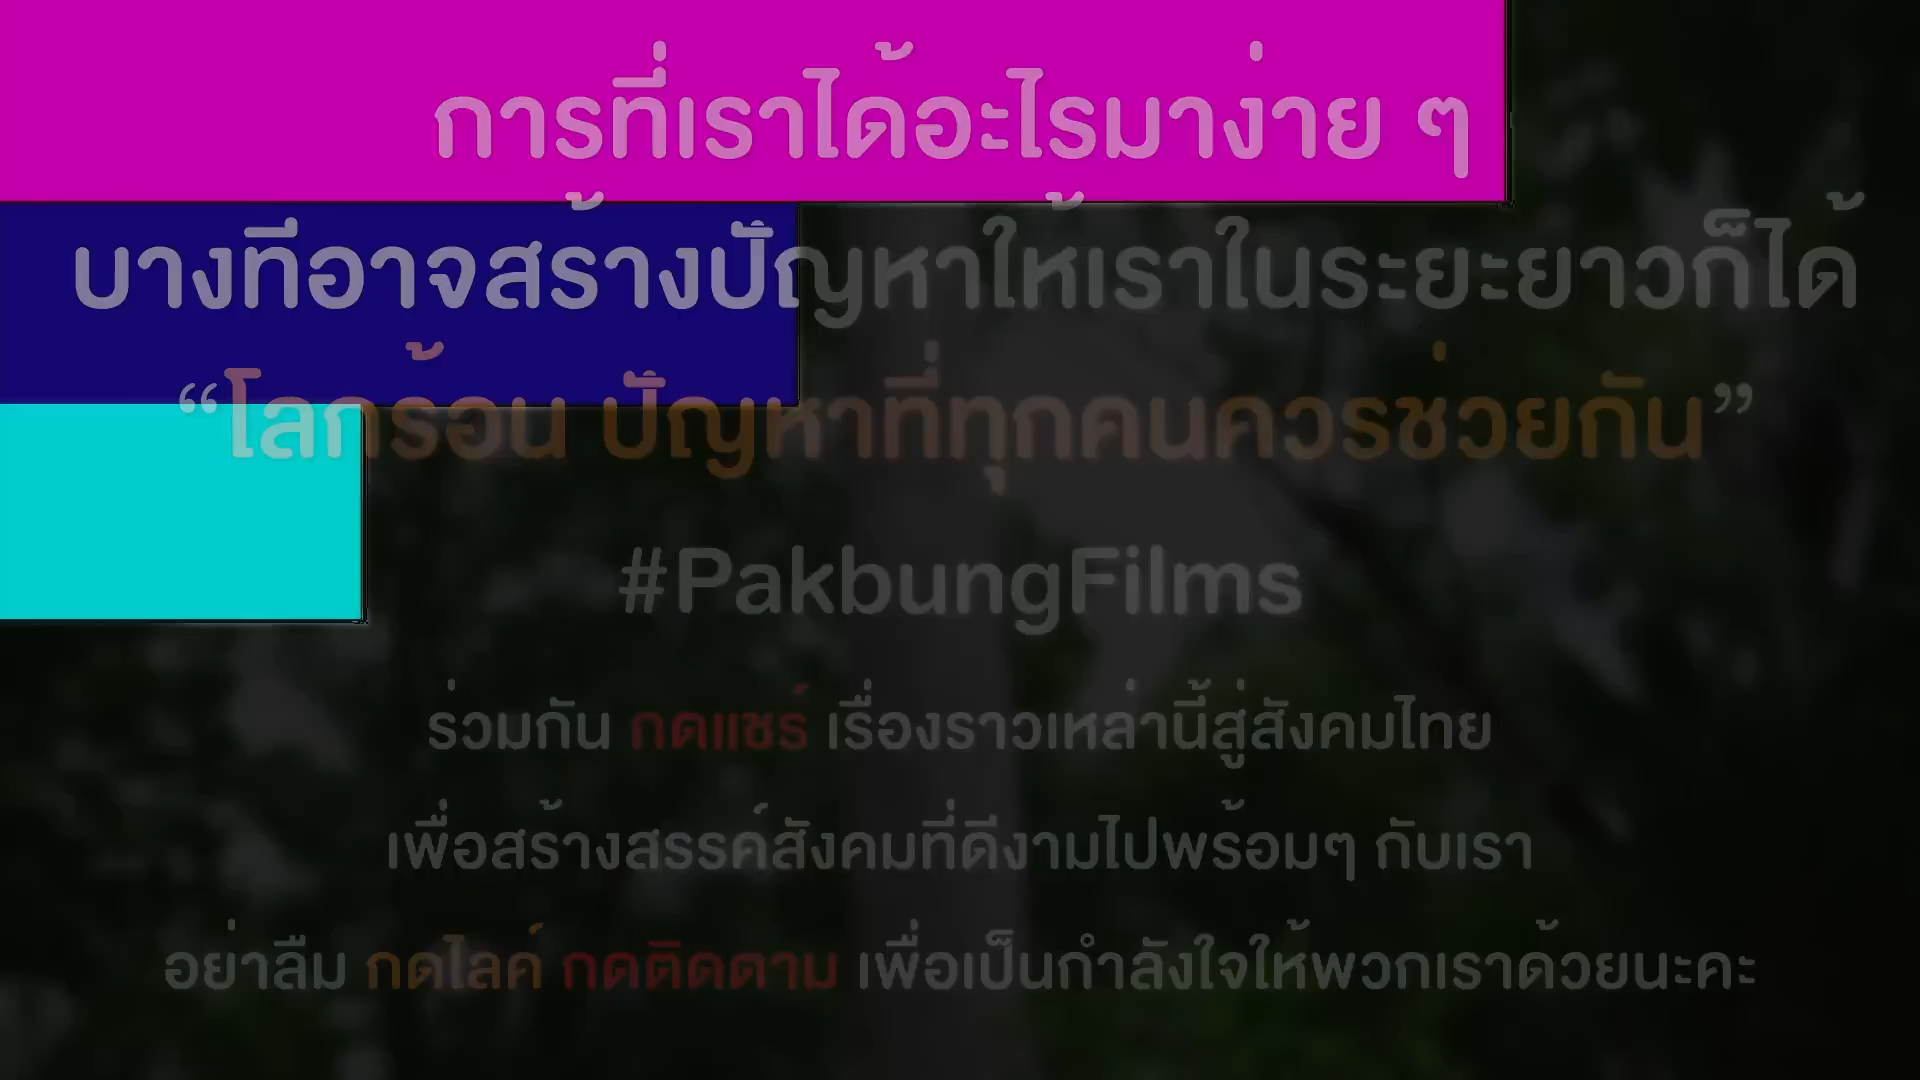 การที่เราได้อะไรมาง่าย ๆ
บางทีอาจสร้างปัญหาให้เราในระยะยาวก็ได้
“โลกร้อน ปัญหาที่ทุกคนควรช่วยกัน”
#PakbungFilms
ร่วมกัน กดแชร์ เรื่องราวเหล่านี้สู่สังคมไทย
เพื่อสร้างสรรค์สังคมที่ดีงามไปพร้อมๆ กับเรา
อย่าลืม กดไลค์ กดติดตาม เพื่อเป็นกำลังใจให้พวกเราด้วยนะคะ